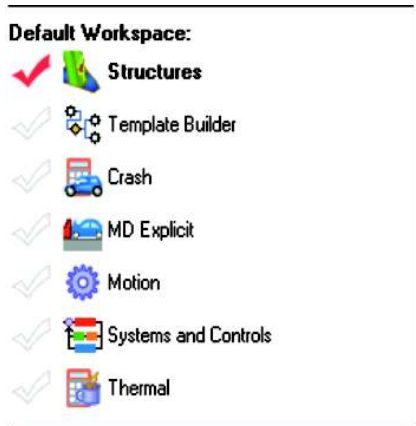 Default Workspace:
Structures
Template Builder
Crash
MD Explicit
Motion
Systems and Controls
Thermal